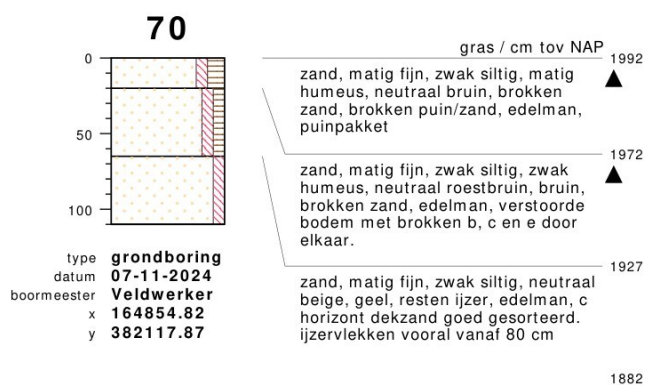 70
gras / cm tov NAP
0
1992
zand, matig fijn, zwak siltig, matig
humeus, neutraal bruin, brokken
zand, brokken puin/zand, edelman,
puinpakket
50
1972
zand, matig fijn, zwak siltig, zwak
humeus, neutraal roestbruin, bruin,
brokken zand, edelman, verstoorde
bodem met brokken b, c en e door
elkaar.
100
1927
zand, matig fijn, zwak siltig, neutraal
beige, geel, resten ijzer, edelman, c
horizont dekzand goed gesorteerd.
ijzervlekken vooral vanaf 80 cm
1882
type grondboring
datum 07-11-2024
boormeester Veldwerker
x 164854.82
y 382117.87